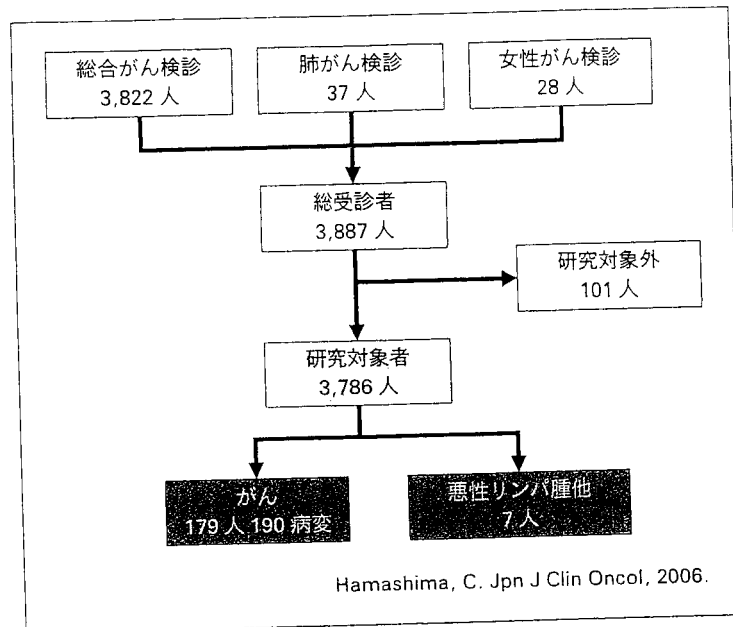 総合がん検診
3,822 人
肺がん検診
37 人
女性がん検診
28 人
総受診者
3,887 人
研究対象外
101 人
研究対象者
3,786 人
がん
179 人 190 病変
悪性リンパ腫他
7 人
Hamashima, C. Jpn J Clin Oncol, 2006.